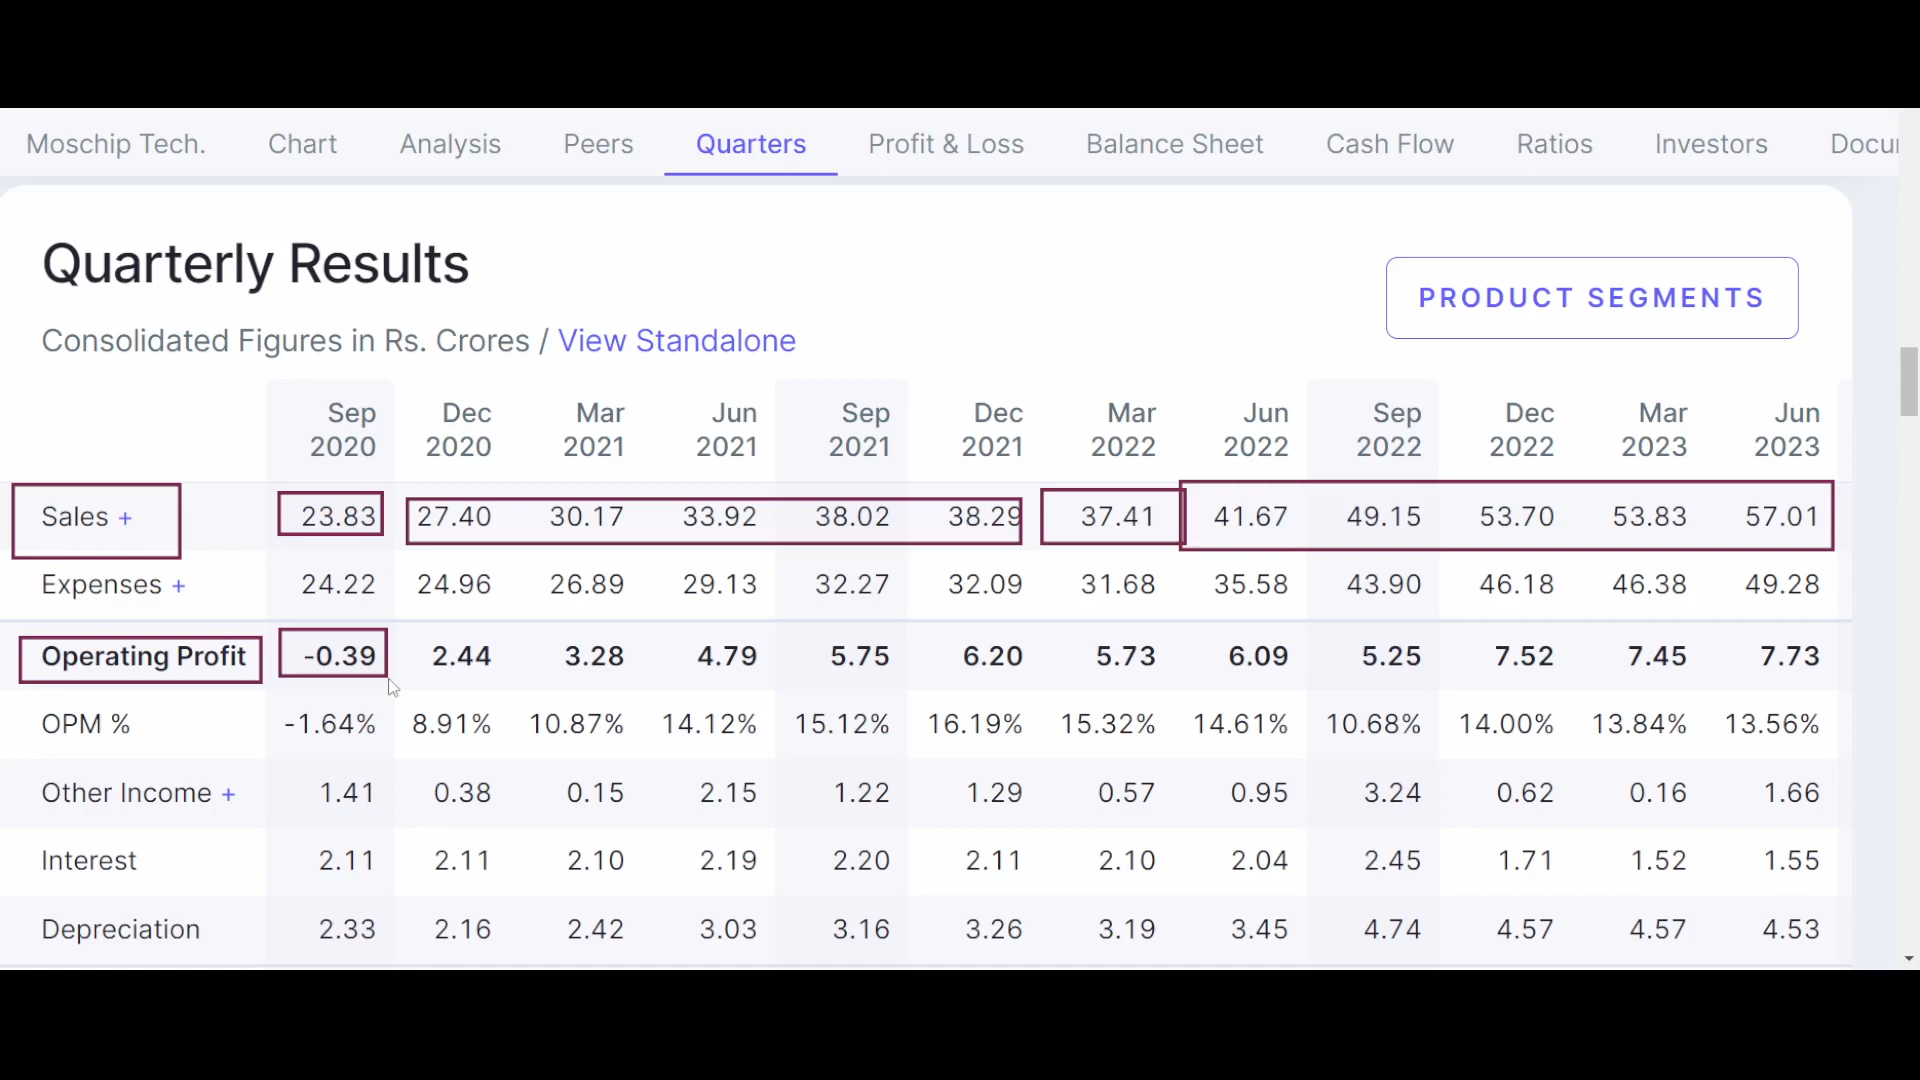 Moschip Tech. Chart Analysis Peers Quarters Profit & Loss Balance Sheet Cash Flow Ratios Investors
Quarterly Results
PRODUCT SEGMENTS
Consolidated Figures in Rs. Crores / View Standalone
Sep 2020 Dec 2020 Mar 2021 Jun 2021 Sep 2021 Dec 2021 Mar 2022 Jun 2022 Sep 2022 Dec 2022 Mar 2023 Jun 2023
Sales + 23.83 27.40 30.17 33.92 38.02 38.29 37.41 41.67 49.15 53.70 53.83 57.01
Expenses + 24.22 24.96 26.89 29.13 32.27 32.09 31.68 35.58 43.90 46.18 46.38 49.28
Operating Profit -0.39 2.44 3.28 4.79 5.75 6.20 5.73 6.09 5.25 7.52 7.45 7.73
OPM % -1.64% 8.91% 10.87% 14.12% 15.12% 16.19% 15.32% 14.61% 10.68% 14.00% 13.84% 13.56%
Other Income + 1.41 0.38 0.15 2.15 1.22 1.29 0.57 0.95 3.24 0.62 0.16 1.66
Interest 2.11 2.11 2.10 2.19 2.20 2.11 2.10 2.04 2.45 1.71 1.52 1.55
Depreciation 2.33 2.16 2.42 3.03 3.16 3.26 3.19 3.45 4.74 4.57 4.57 4.53